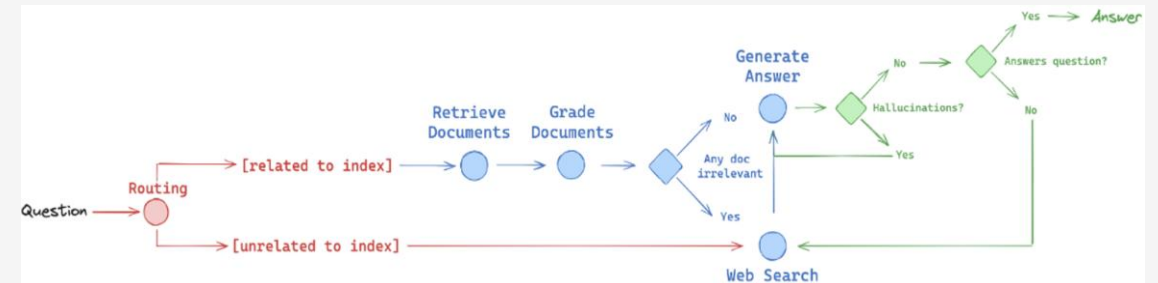 Yes
Answer
Generate
Answer
No
Answers question?
Retrieve
Documents
Grade
Documents
No
Hallucinations?
No
[related to index]
Any doc
irrelevant
Yes
Routing
Question
Yes
[unrelated to index]
Web Search